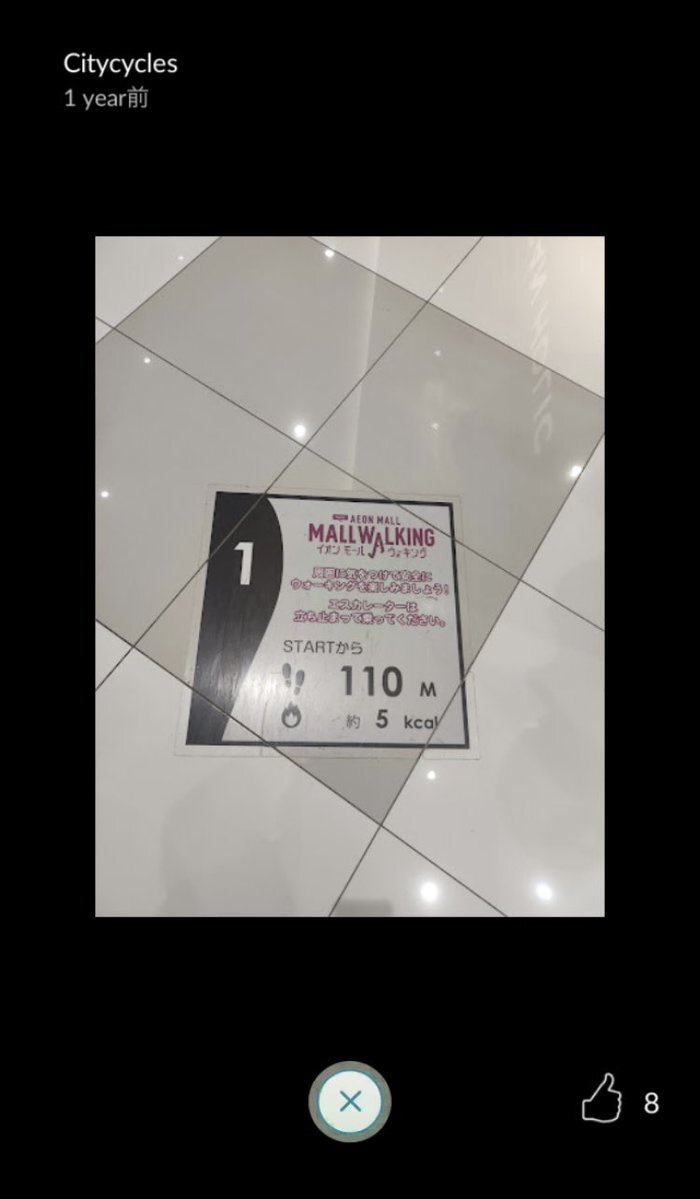 Citycycles
1 year前
AEON MALL
MALLWALKING
イオン モール ウォーキング
1
周囲に気をつけて安全に
ウォーキングを楽しみましょう!
エスカレーターは
立ち止まって乗ってください。
STARTから
110 M
約 5 kcal
8